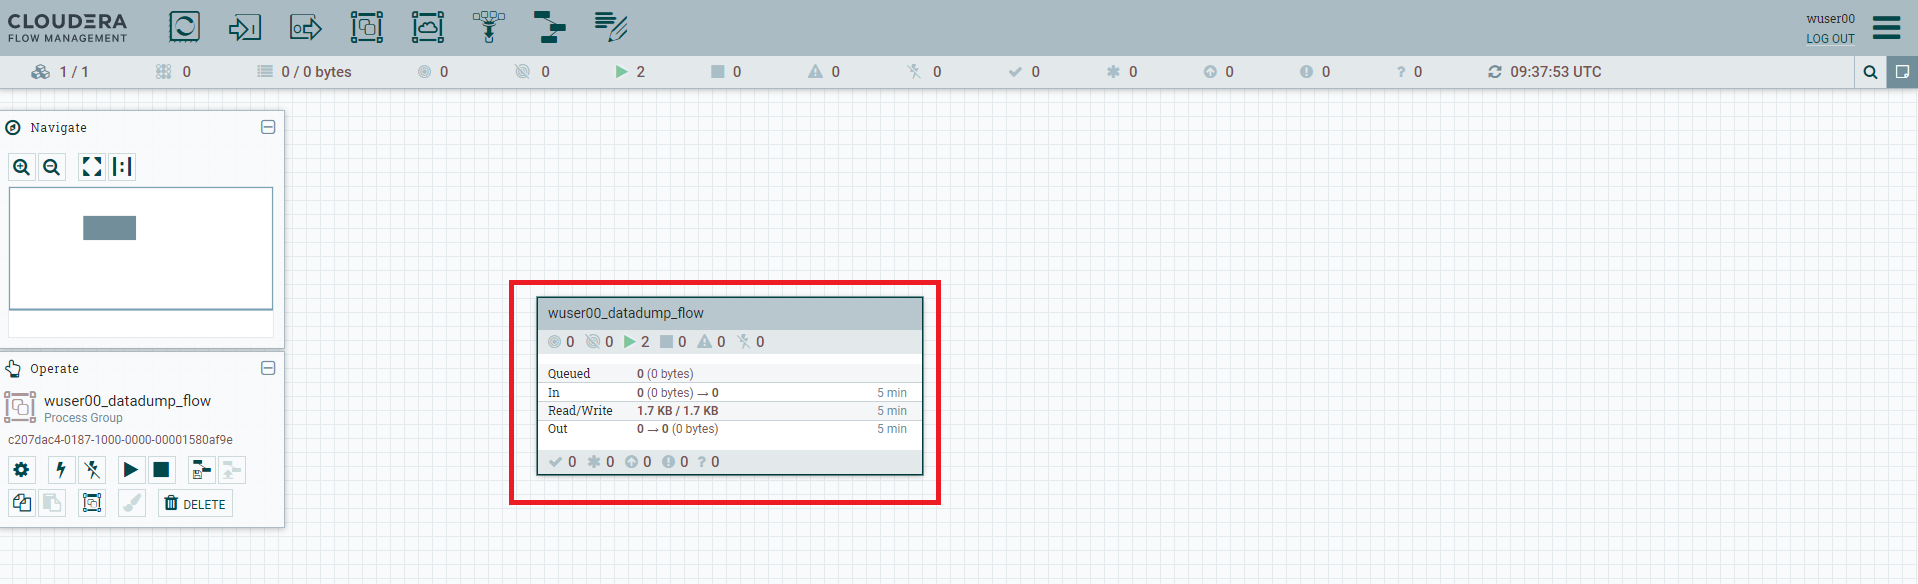 CLOUDERA
FLOW MANAGEMENT
wuser00
LOG OUT
1 / 1 0 0 / 0 bytes 0 0 2 0 0 0 0 0 0 0 ? 0 09:37:53 UTC
Navigate
Operate
wuser00_datadump_flow
Process Group
c207dac4-0187-1000-0000-00001580af9e
DELETE
wuser00_datadump_flow
0 0 2 0 0 0
Queued 0 (0 bytes)
In 0 (0 bytes) → 0 5 min
Read/Write 1.7 KB / 1.7 KB 5 min
Out 0 → 0 (0 bytes) 5 min
0 0 0 0 ? 0